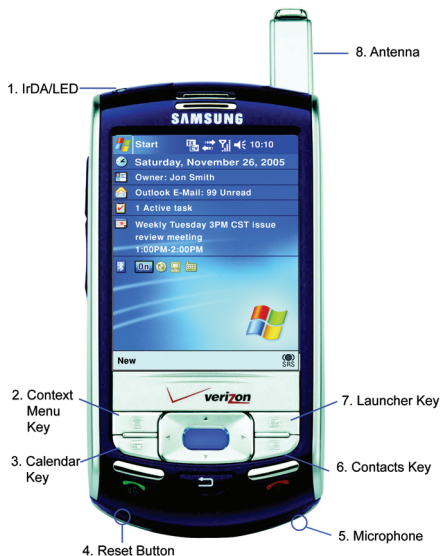 8. Antenna
1. IrDA/LED
SAMSUNG
Start 10:10
Saturday, November 26, 2005
Owner: Jon Smith
Outlook E-Mail: 99 Unread
1 Active task
Weekly Tuesday 3PM CST issue
review meeting
1:00PM-2:00PM
On
New
SRS
verizon
2. Context
Menu
Key
7. Launcher Key
3. Calendar
Key
6. Contacts Key
5. Microphone
4. Reset Button